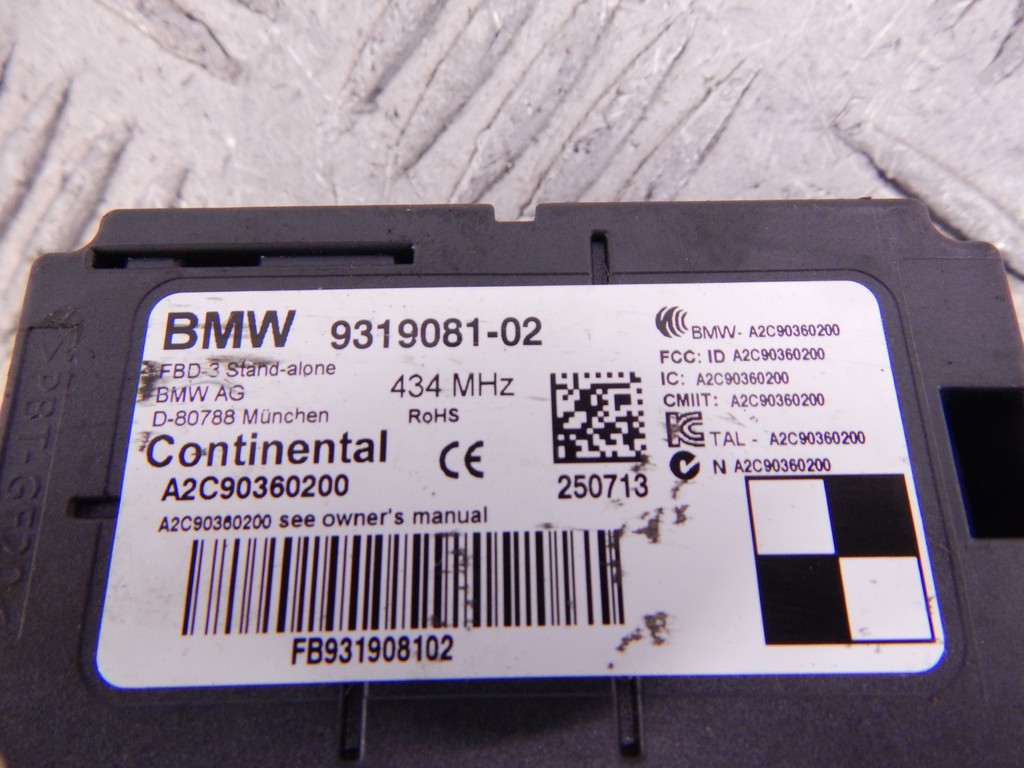 BMW 9319081-02
FBD-3 Stand-alone
BMW AG
D-80788 München
434 MHz
RoHS
Continental
CE
A2C90360200
250713
A2C90360200 see owner's manual
FB931908102
BMW- A2C90360200
FCC: ID A2C90360200
IC: A2C90360200
CMIIT: A2C90360200
TAL - A2C90360200
N A2C90360200